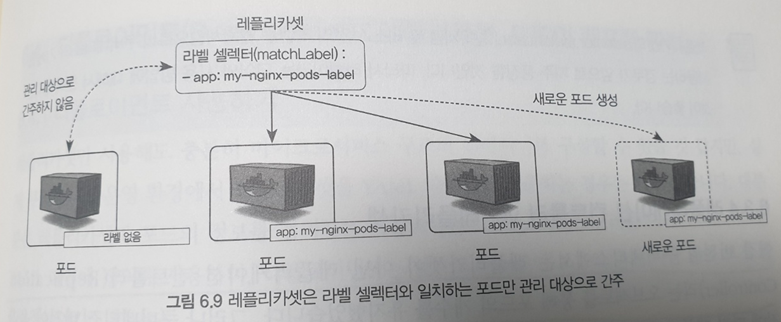 레플리카셋
라벨 셀렉터(matchLabel) :
- app: my-nginx-pods-label
관리 대상으로
간주하지 않음
새로운 포드 생성
라벨 없음
app: my-nginx-pods-label
app: my-nginx-pods-label
app: my-nginx-pods-label
포드
포드
포드
새로운 포드
그림 6.9 레플리카셋은 라벨 셀렉터와 일치하는 포드만 관리 대상으로 간주